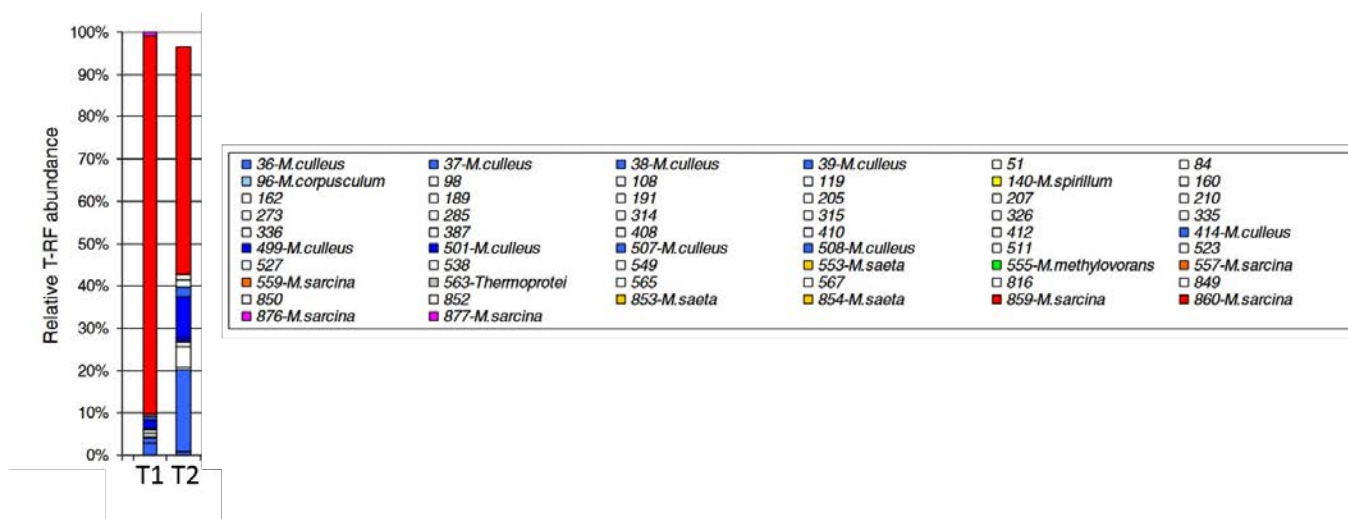 100%
90%
80%
70%
60%
50%
40%
30%
20%
10%
0%
Relative T-RF abundance
T1 T2
36-M.culleus 37-M.culleus 38-M.culleus 39-M.culleus 51 84
96-M.corpusculum 98 108 119 140-M.spirillum 160
162 189 191 205 207 210
273 285 314 315 326 335
336 387 408 410 412 414-M.culleus
499-M.culleus 501-M.culleus 507-M.culleus 508-M.culleus 511 523
527 538 549 553-M.saeta 555-M.methylovorans 557-M.sarcina
559-M.sarcina 563-Thermoprotei 565 567 816 849
850 852 853-M.saeta 854-M.saeta 859-M.sarcina 860-M.sarcina
876-M.sarcina 877-M.sarcina